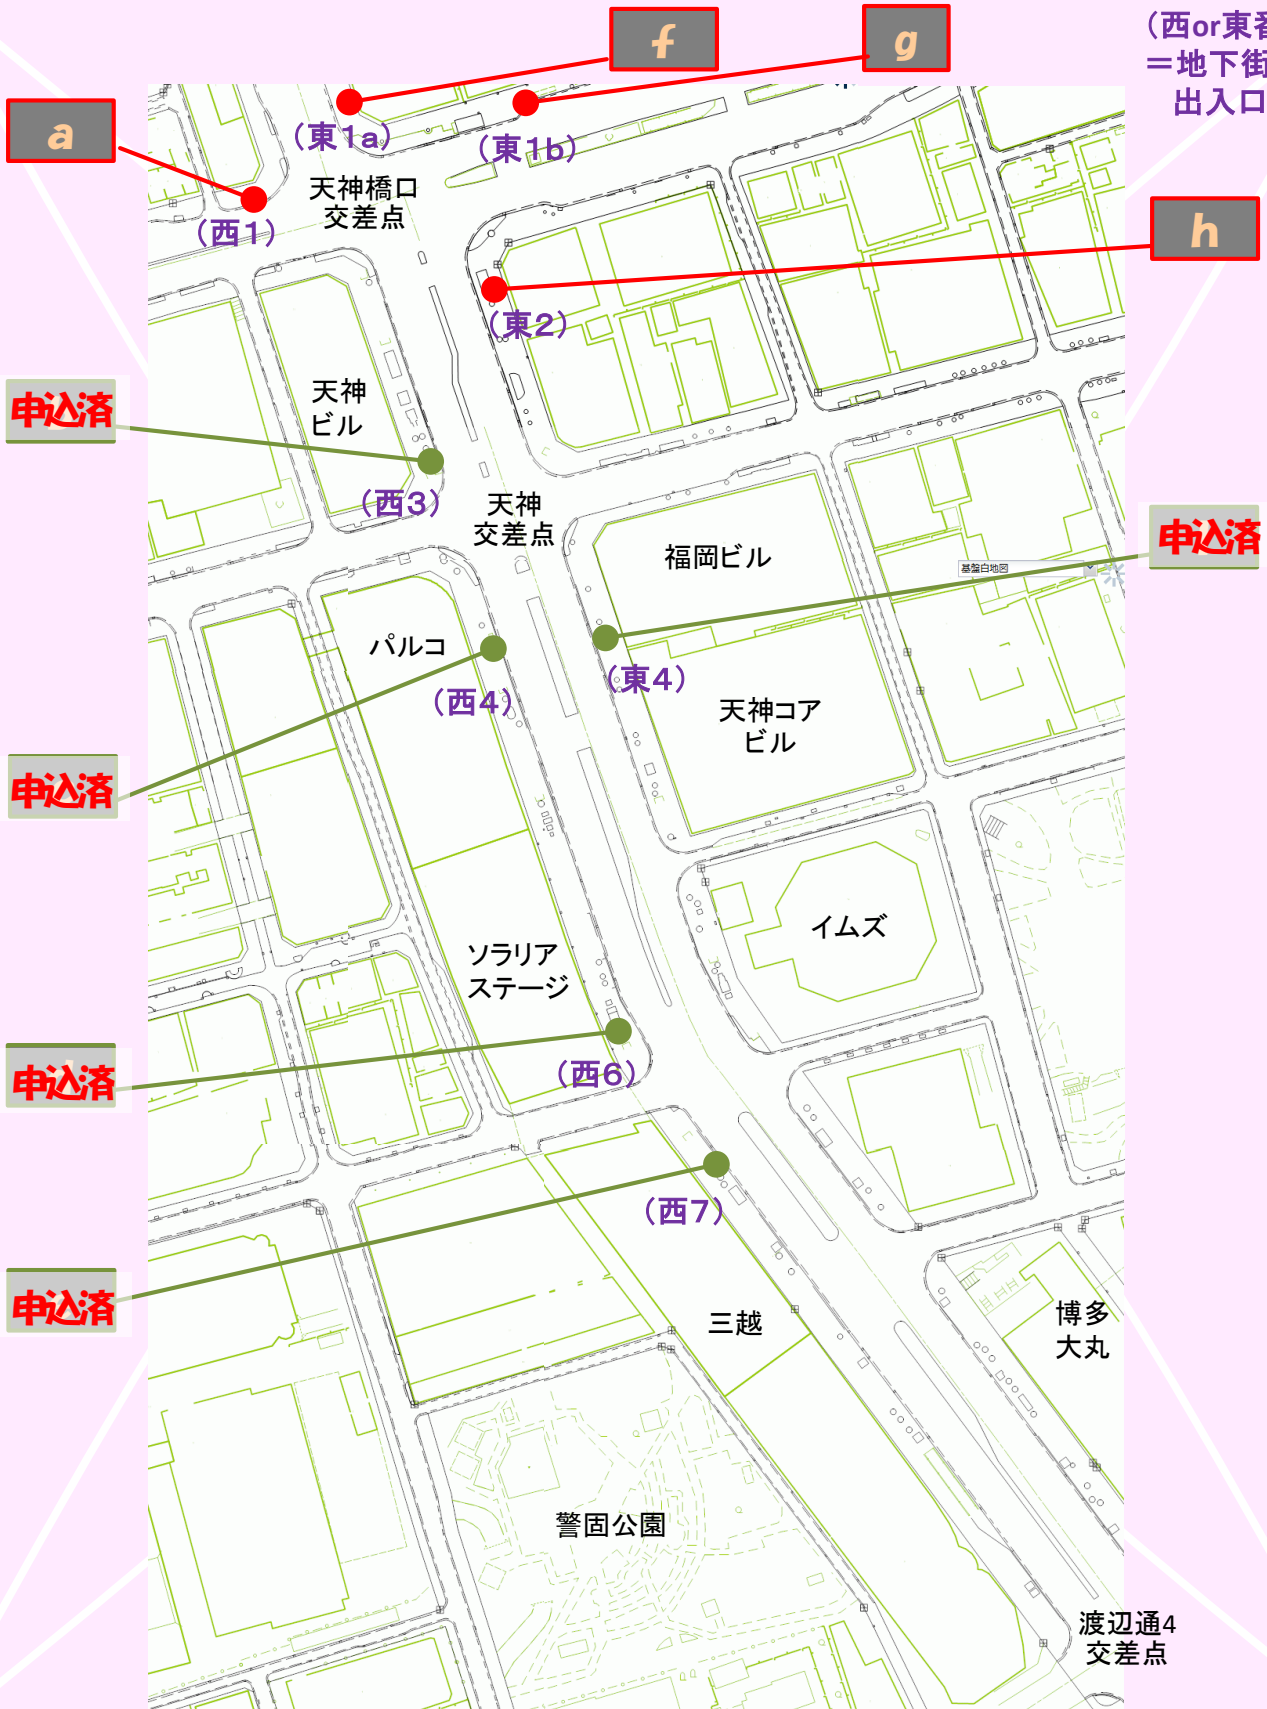 f
g
(西or東番
＝地下街
出入口
a
(東1a)
(東1b)
天神橋口
交差点
(西1)
h
(東2)
天神
ビル
申込済
(西3)
天神
交差点
福岡ビル
申込済
基盤白地図
パルコ
(東4)
(西4)
天神コア
ビル
申込済
イムズ
ソラリア
ステージ
申込済
(西6)
(西7)
申込済
三越
博多
大丸
警固公園
渡辺通4
交差点